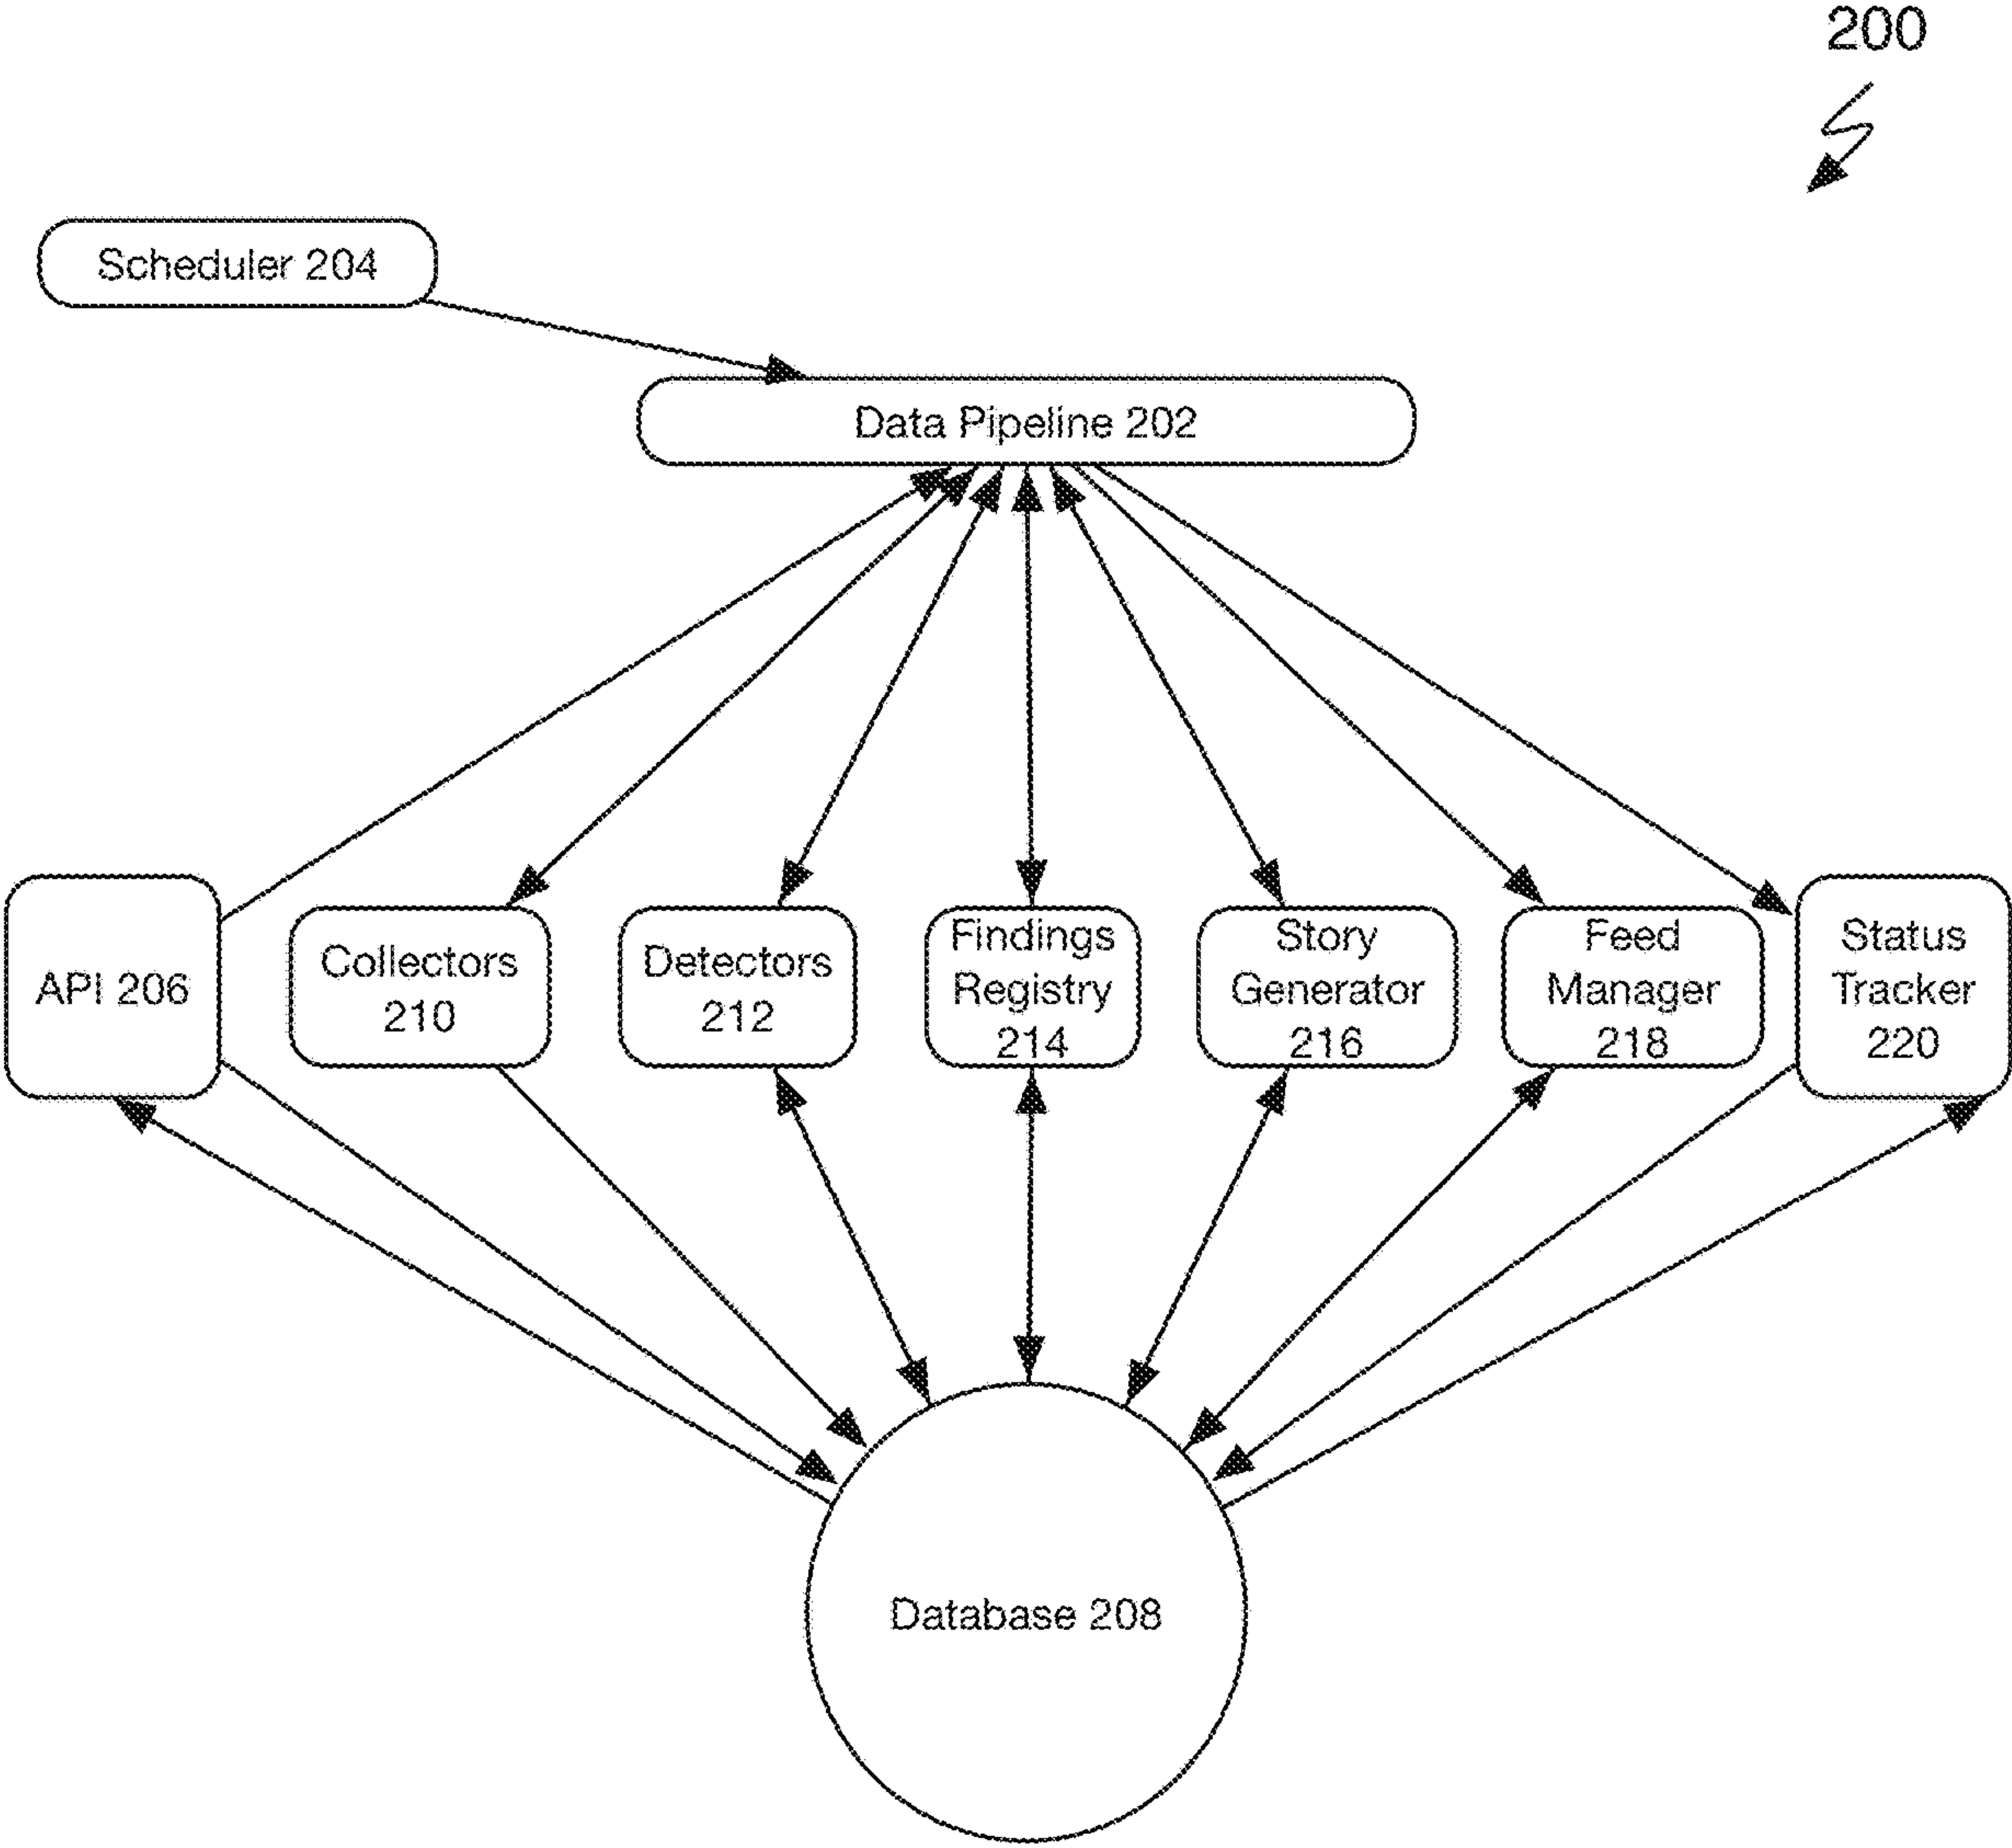 200
Scheduler 204
Data Pipeline 202
API 206
Collectors
210
Detectors
212
Findings
Registry
214
Story
Generator
216
Feed
Manager
218
Status
Tracker
220
Database 208